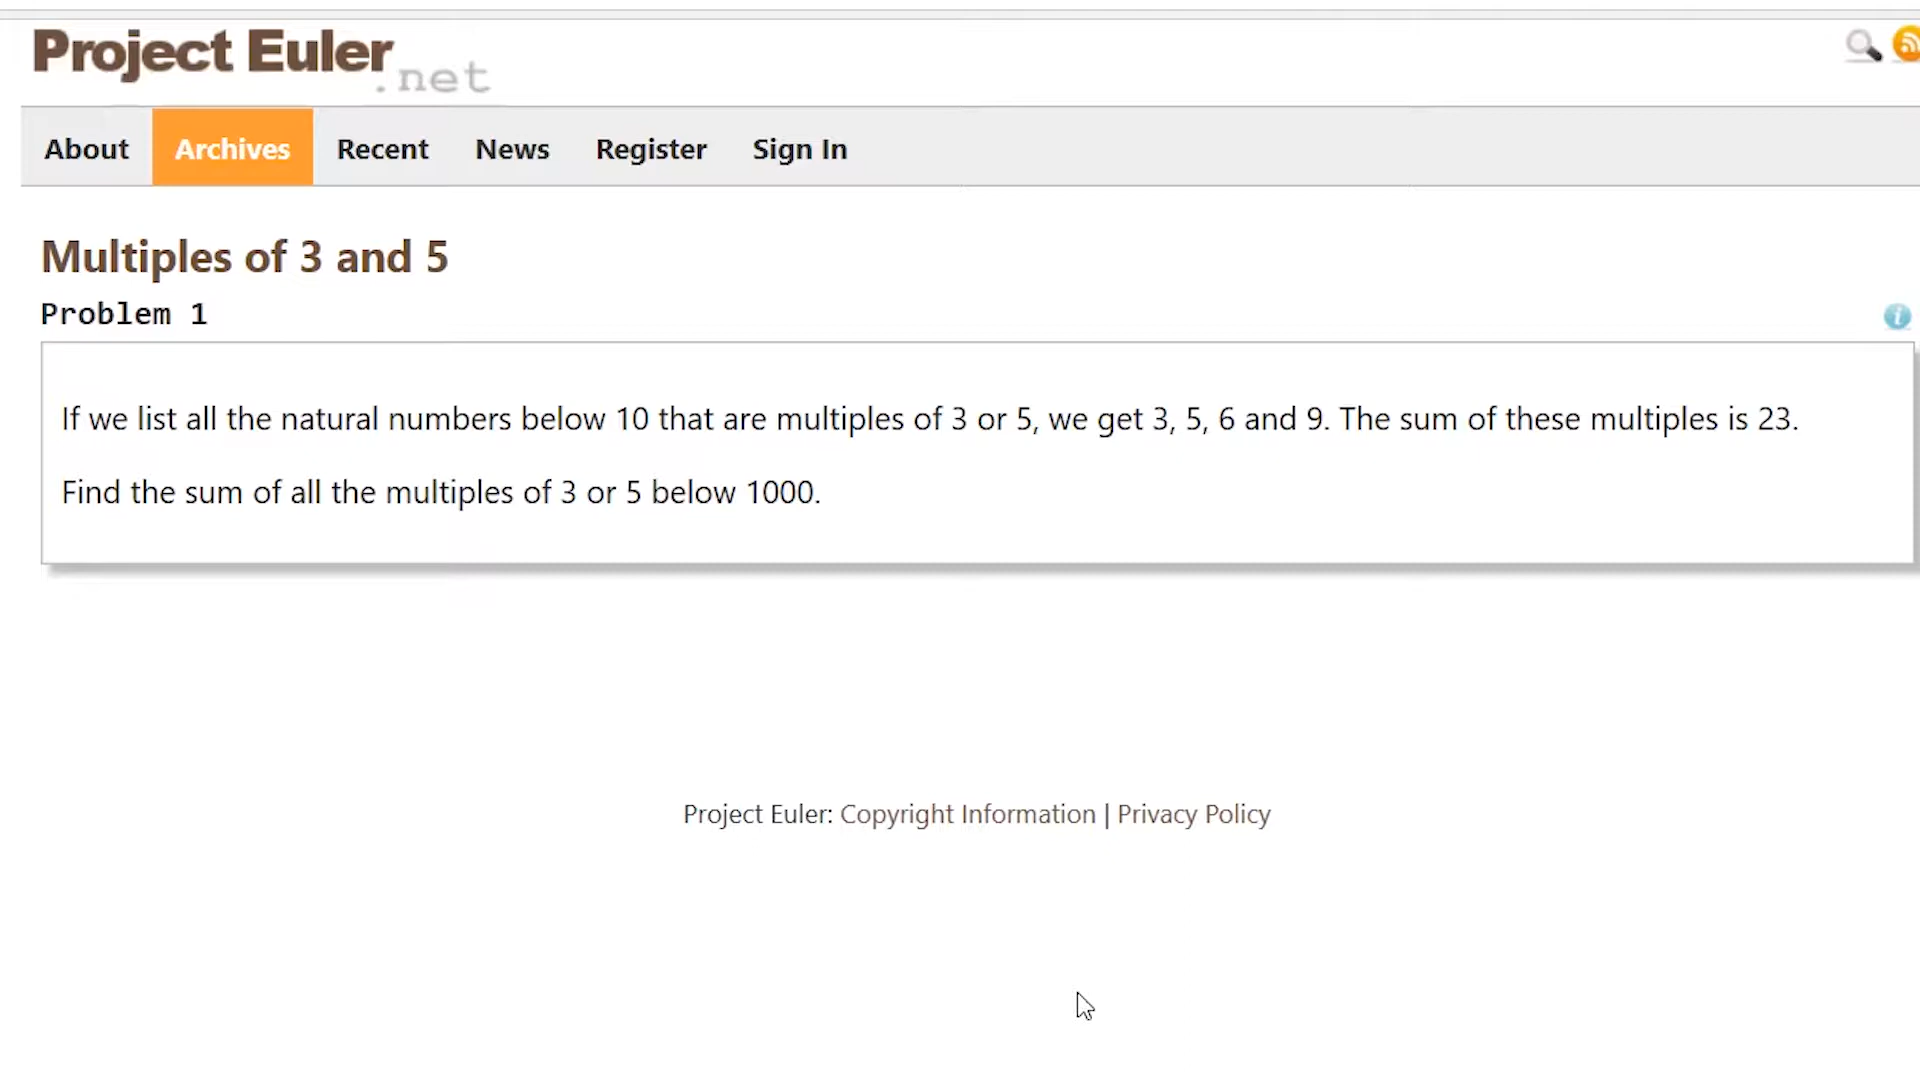 Project Euler
.net
About Archives Recent News Register Sign In
Multiples of 3 and 5
Problem 1
If we list all the natural numbers below 10 that are multiples of 3 or 5, we get 3, 5, 6 and 9. The sum of these multiples is 23.
Find the sum of all the multiples of 3 or 5 below 1000.
Project Euler: Copyright Information | Privacy Policy